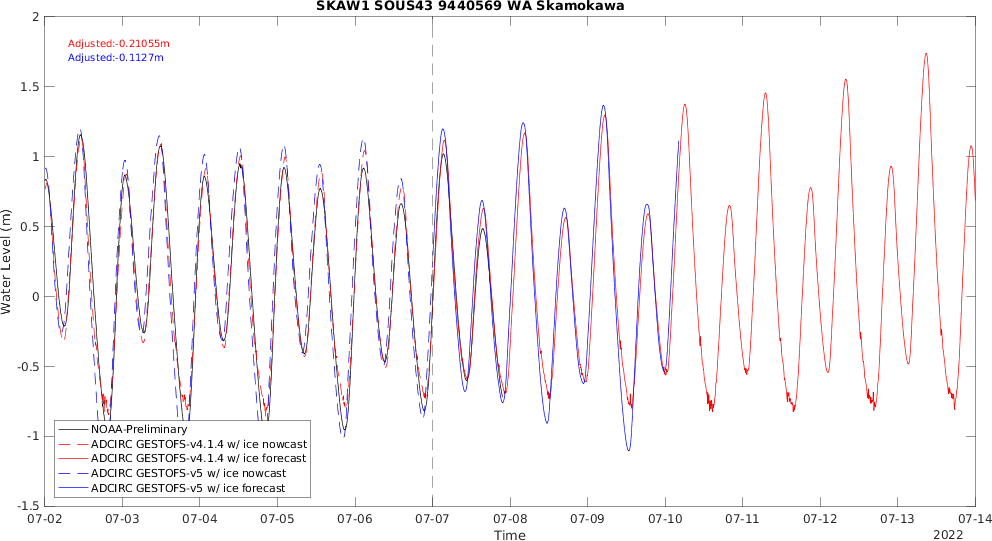 SKAW1 SOUS43 9440569 WA Skamokawa
Adjusted:-0.21055m
Adjusted:-0.1127m
Water Level (m)
2
1.5
1
0.5
0
-0.5
-1
-1.5
NOAA-Preliminary
ADCIRC GESTOFS-v4.1.4 w/ ice nowcast
ADCIRC GESTOFS-v4.1.4 w/ ice forecast
ADCIRC GESTOFS-v5 w/ ice nowcast
ADCIRC GESTOFS-v5 w/ ice forecast
07-02 07-03 07-04 07-05 07-06 07-07 07-08 07-09 07-10 07-11 07-12 07-13 07-14
Time
2022